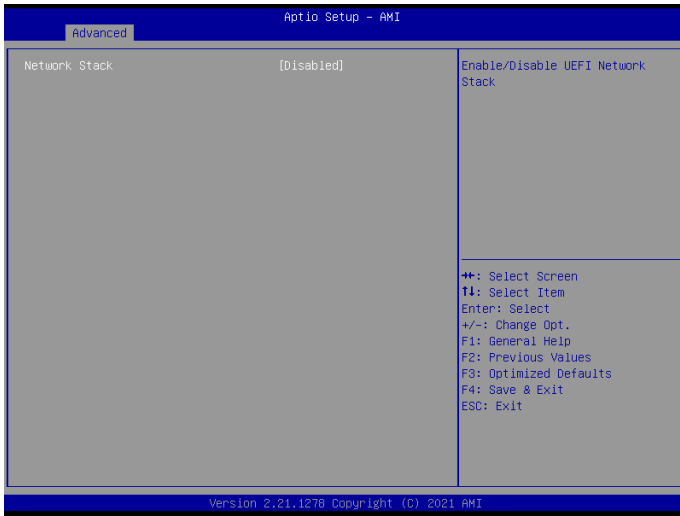 Aptio Setup – AMI
Advanced
Network Stack [Disabled]
Enable/Disable UEFI Network
Stack
→←: Select Screen
↑↓: Select Item
Enter: Select
+/-: Change Opt.
F1: General Help
F2: Previous Values
F3: Optimized Defaults
F4: Save & Exit
ESC: Exit
Version 2.21.1278 Copyright (C) 2021 AMI